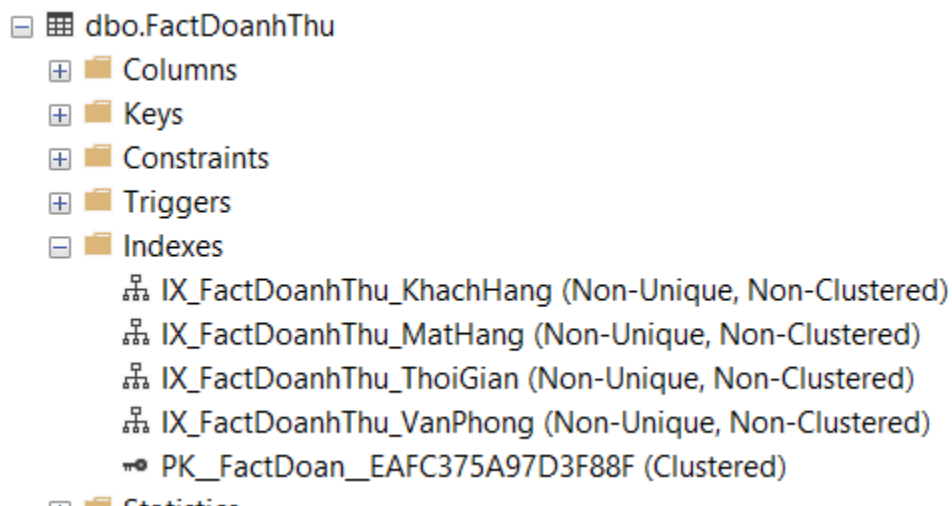 dbo.FactDoanhThu
Columns
Keys
Constraints
Triggers
Indexes
IX_FactDoanhThu_KhachHang (Non-Unique, Non-Clustered)
IX_FactDoanhThu_MatHang (Non-Unique, Non-Clustered)
IX_FactDoanhThu_ThoiGian (Non-Unique, Non-Clustered)
IX_FactDoanhThu_VanPhong (Non-Unique, Non-Clustered)
PK__FactDoan__EAFC375A97D3F88F (Clustered)
Statistics